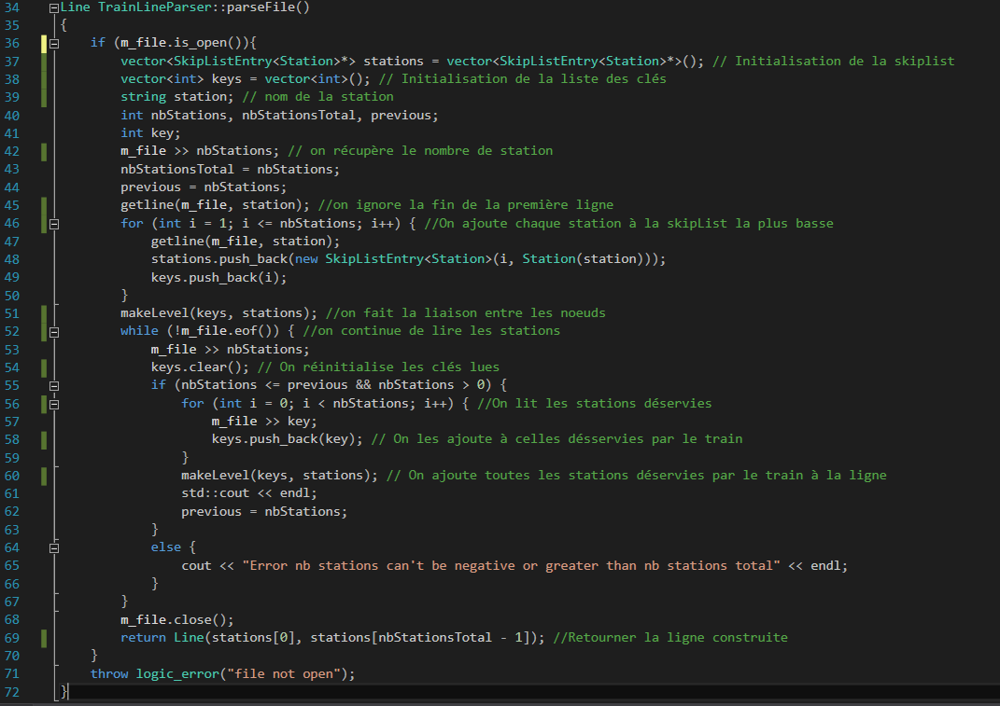 34 Line TrainLineParser::parseFile()
35 {
36 if (m_file.is_open()){
37 vector<SkipListEntry<Station>*> stations = vector<SkipListEntry<Station>*>(); // Initialisation de la skiplist
38 vector<int> keys = vector<int>(); // Initialisation de la liste des clés
39 string station; // nom de la station
40 int nbStations, nbStationsTotal, previous;
41 int key;
42 m_file >> nbStations; // on récupère le nombre de station
43 nbStationsTotal = nbStations;
44 previous = nbStations;
45 getline(m_file, station); //on ignore la fin de la première ligne
46 for (int i = 1; i <= nbStations; i++) { //On ajoute chaque station à la skipList la plus basse
47 getline(m_file, station);
48 stations.push_back(new SkipListEntry<Station>(i, Station(station)));
49 keys.push_back(i);
50 }
51 makeLevel(keys, stations); //on fait la liaison entre les noeuds
52 while (!m_file.eof()) { //on continue de lire les stations
53 m_file >> nbStations;
54 keys.clear(); // On réinitialise les clés lues
55 if (nbStations <= previous && nbStations > 0) {
56 for (int i = 0; i < nbStations; i++) { //On lit les stations déservies
57 m_file >> key;
58 keys.push_back(key); // On les ajoute à celles désservies par le train
59 }
60 makeLevel(keys, stations); // On ajoute toutes les stations déservies par le train à la ligne
61 std::cout << endl;
62 previous = nbStations;
63 }
64 else {
65 cout << "Error nb stations can't be negative or greater than nb stations total" << endl;
66 }
67 }
68 m_file.close();
69 return Line(stations[0], stations[nbStationsTotal - 1]); //Retourner la ligne construite
70 }
71 throw logic_error("file not open");
72 }